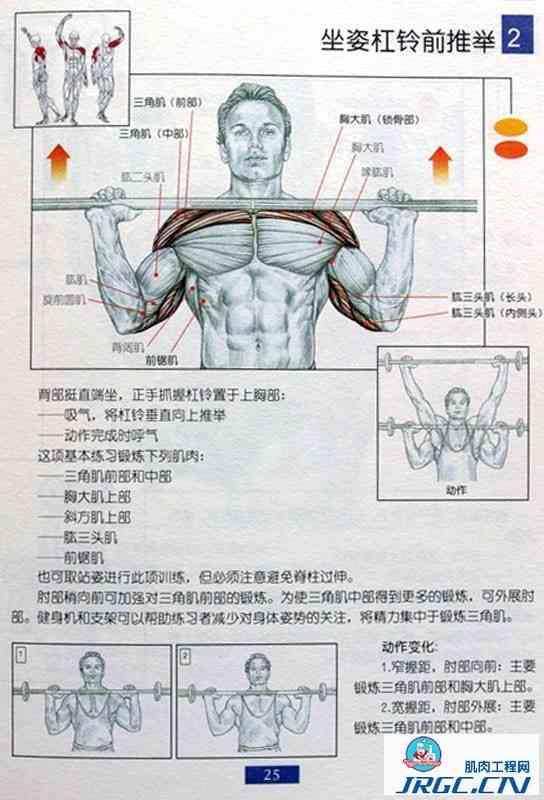 坐姿杠铃前推举 2
三角肌（前部）
三角肌（中部）
肱二头肌
胸大肌（锁骨部）
胸大肌
喙肱肌
肱肌
旋前圆肌
背阔肌
前锯肌
肱三头肌（长头）
肱三头肌（内侧头）
背部挺直端坐，正手抓握杠铃置于上胸部：
——吸气，将杠铃垂直向上推举
——动作完成时呼气
这项基本练习锻炼下列肌肉：
——三角肌前部和中部
——胸大肌上部
——斜方肌上部
——肱三头肌
——前锯肌
动作
也可取站姿进行此项训练，但必须注意避免脊柱过伸。
肘部稍向前可加强对三角肌前部的锻炼。为使三角肌中部得到更多的锻炼，可外展肘
部。健身机和支架可以帮助练习者减少对身体姿势的关注，将精力集中于锻炼三角肌。
1
2
动作变化：
1.窄握距，肘部向前：主要
锻炼三角肌前部和胸大肌上部。
2.宽握距，肘部外展：主要
锻炼三角肌前部和中部。
25
肌肉工程网
JRGC.CN